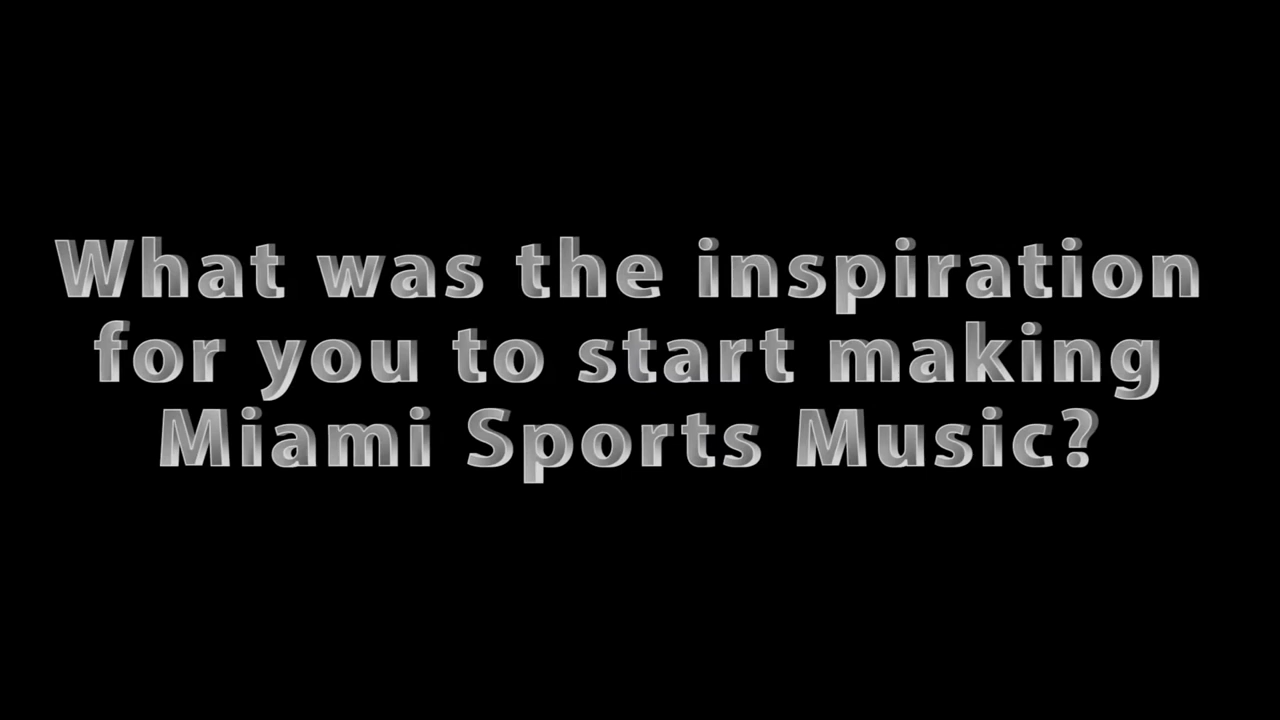 What was the inspiration
for you to start making
Miami Sports Music?